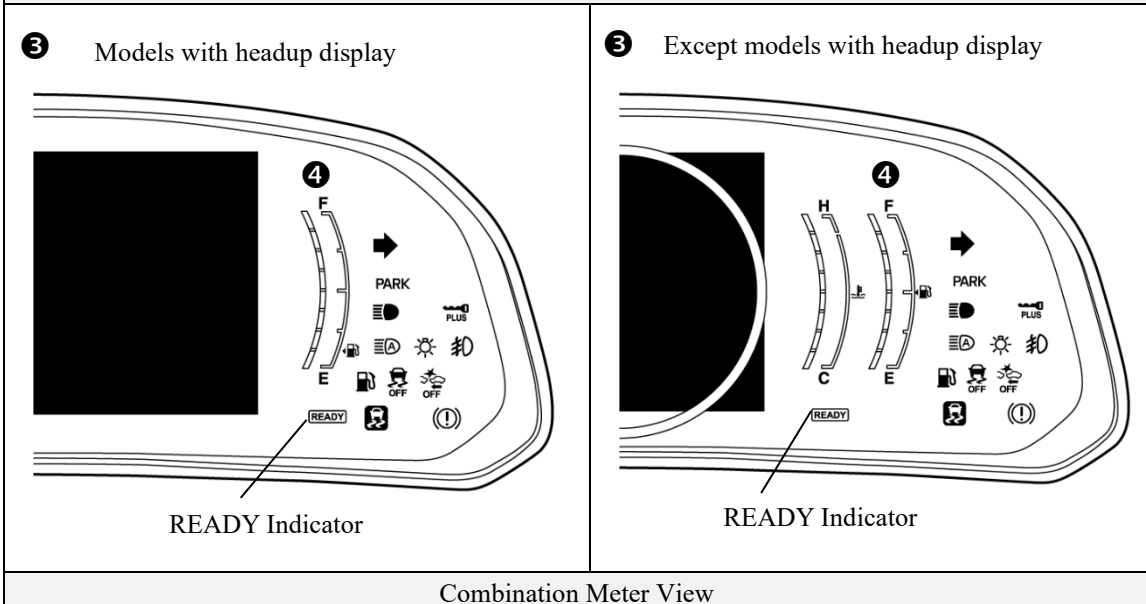 ❸ Models with headup display
❹
F
PARK
PLUS
A
E
OFF OFF
READY
READY Indicator
❸ Except models with headup display
❹
H F
PARK
PLUS
A
C E
OFF OFF
READY
READY Indicator
Combination Meter View